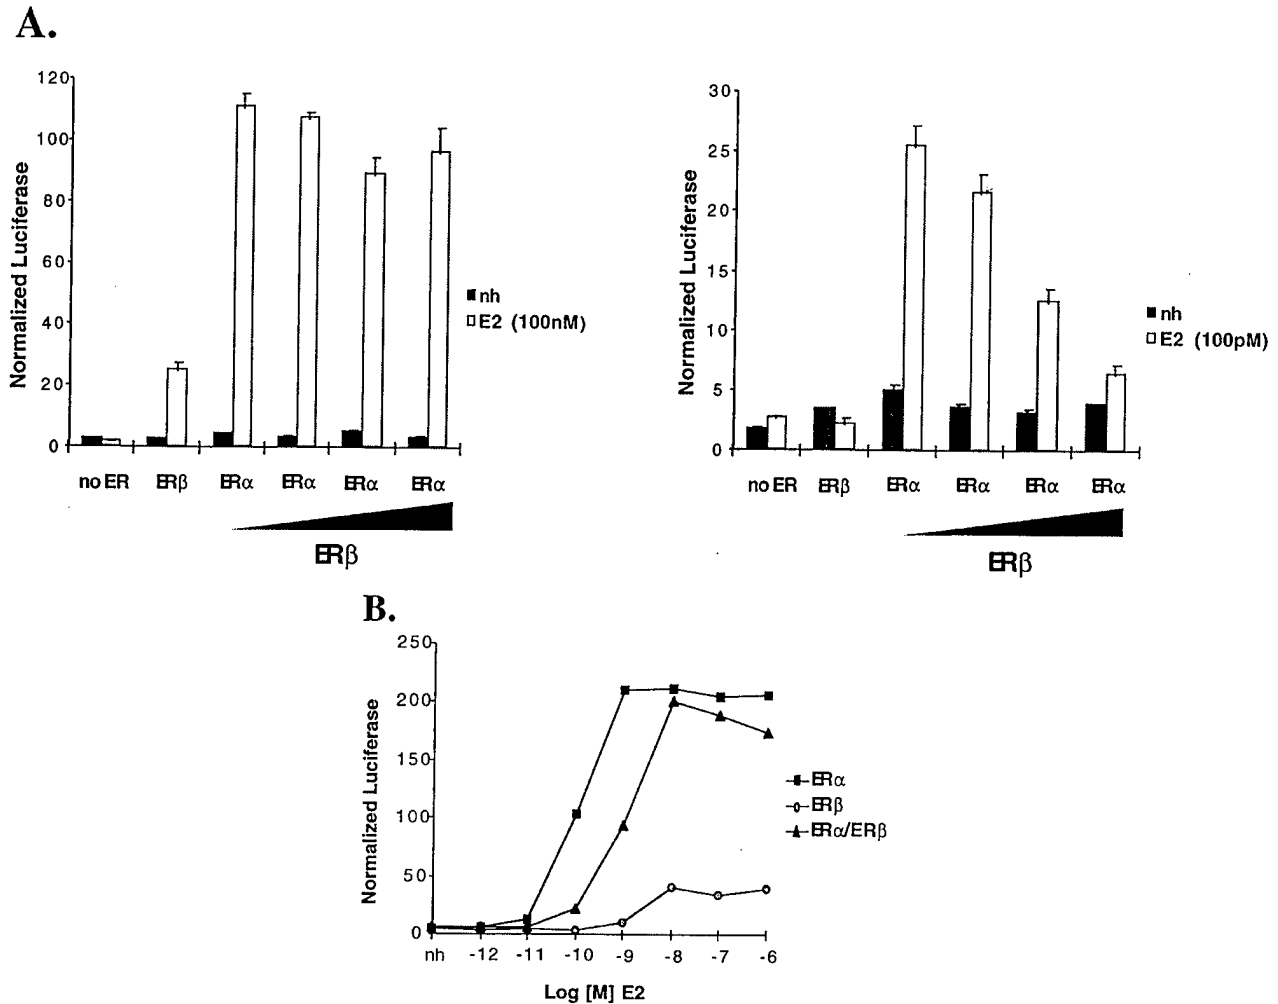 A.
120
100
80
60
40
20
0
Normalized Luciferase
no ER ERβ ERα ERα ERα ERα
ERβ
nh
E2 (100nM)
30
25
20
15
10
5
0
Normalized Luciferase
no ER ERβ ERα ERα ERα ERα
ERβ
nh
E2 (100pM)
B.
250
200
150
100
50
0
Normalized Luciferase
nh -12 -11 -10 -9 -8 -7 -6
Log [M] E2
ERα
ERβ
ERα/ERβ